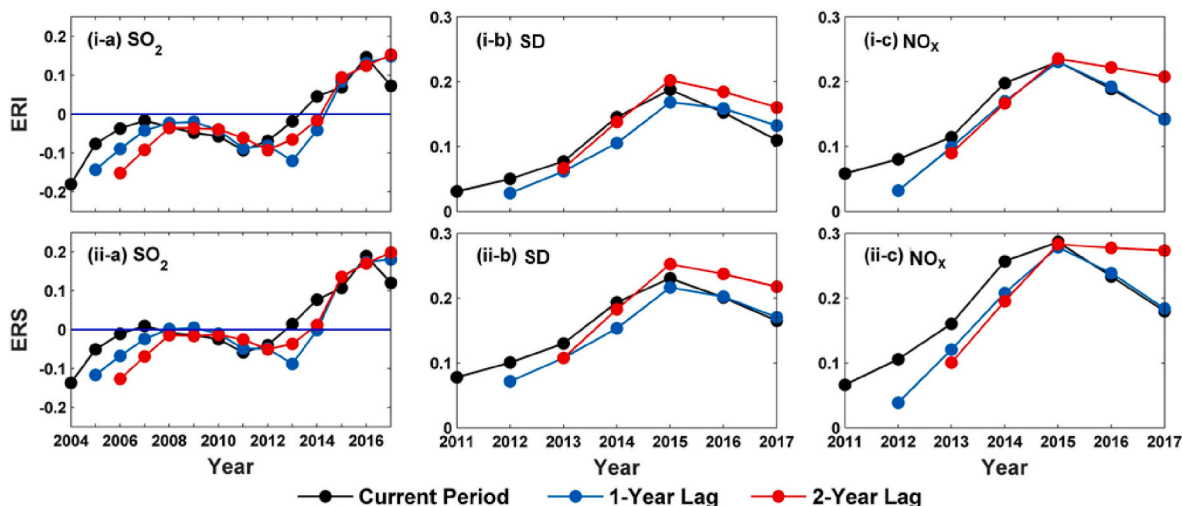 (i-a) SO2
ERI
0.2
0.1
0
-0.1
-0.2
(i-b) SD
0.3
0.2
0.1
0
(i-c) NOX
0.3
0.2
0.1
0
(ii-a) SO2
ERS
0.2
0.1
0
-0.1
-0.2
2004 2006 2008 2010 2012 2014 2016
Year
(ii-b) SD
0.3
0.2
0.1
0
2011 2012 2013 2014 2015 2016 2017
Year
(ii-c) NOX
0.3
0.2
0.1
0
2011 2012 2013 2014 2015 2016 2017
Year
Current Period 1-Year Lag 2-Year Lag